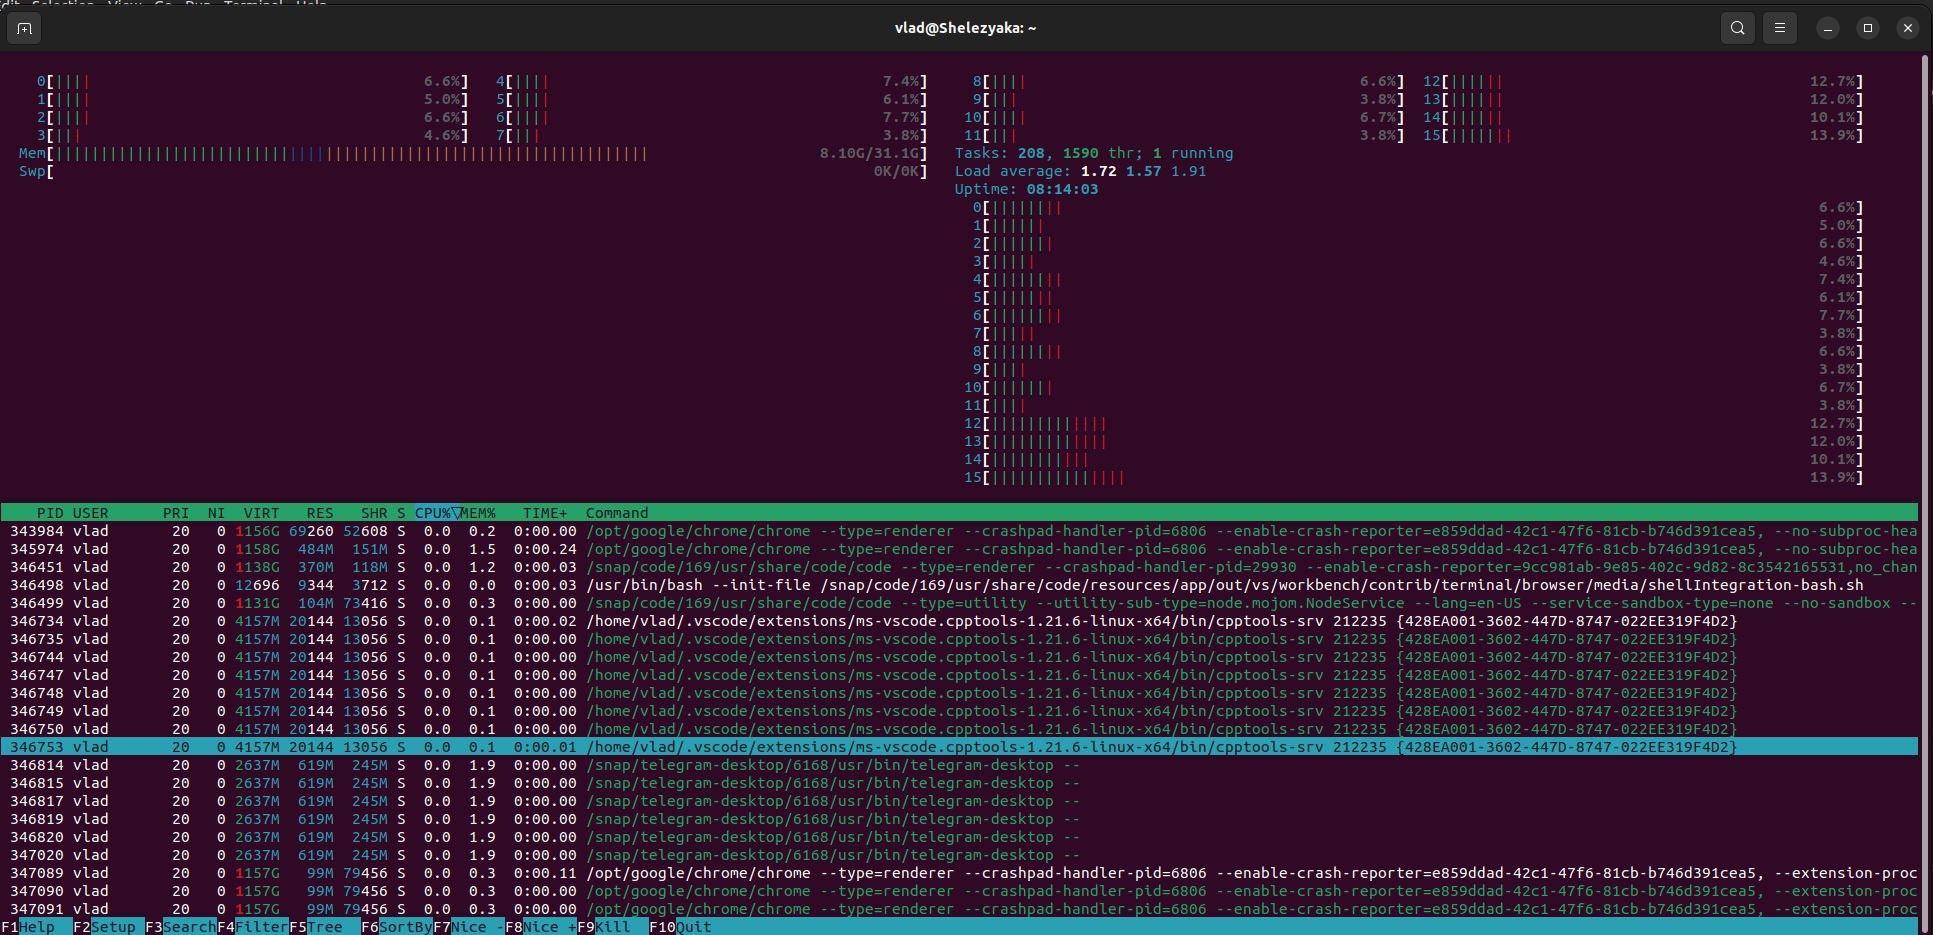 Edit Selection View Go Run Terminal Help
vlad@Shelezyaka: ~
0[|||| 6.6%] 4[|||| 7.4%] 8[|||| 6.6%] 12[|||||| 12.7%]
1[|||| 5.0%] 5[|||| 6.1%] 9[||| 3.8%] 13[|||||| 12.0%]
2[|||| 6.6%] 6[|||| 7.7%] 10[|||| 6.7%] 14[|||||| 10.1%]
3[||| 4.6%] 7[||| 3.8%] 11[||| 3.8%] 15[||||||| 13.9%]
Mem[|||||||||||||||||||||||||||||||||||||||||||||||||||||||||||||||||| 8.10G/31.1G] Tasks: 208, 1590 thr; 1 running
Swp[ 0K/0K] Load average: 1.72 1.57 1.91
Uptime: 08:14:03
0[|||||||| 6.6%]
1[|||||| 5.0%]
2[||||||| 6.6%]
3[||||| 4.6%]
4[|||||||| 7.4%]
5[||||||| 6.1%]
6[|||||||| 7.7%]
7[||||| 3.8%]
8[|||||||| 6.6%]
9[|||| 3.8%]
10[||||||| 6.7%]
11[|||| 3.8%]
12[||||||||||||| 12.7%]
13[||||||||||||| 12.0%]
14[||||||||||| 10.1%]
15[||||||||||||||| 13.9%]
PID USER PRI NI VIRT RES SHR S CPU%▽MEM% TIME+ Command
343984 vlad 20 0 1156G 69260 52608 S 0.0 0.2 0:00.00 /opt/google/chrome/chrome --type=renderer --crashpad-handler-pid=6806 --enable-crash-reporter=e859ddad-42c1-47f6-81cb-b746d391cea5, --no-subproc-hea
345974 vlad 20 0 1158G 484M 151M S 0.0 1.5 0:00.24 /opt/google/chrome/chrome --type=renderer --crashpad-handler-pid=6806 --enable-crash-reporter=e859ddad-42c1-47f6-81cb-b746d391cea5, --no-subproc-hea
346451 vlad 20 0 1138G 370M 118M S 0.0 1.2 0:00.03 /snap/code/169/usr/share/code/code --type=renderer --crashpad-handler-pid=29930 --enable-crash-reporter=9cc981ab-9e85-402c-9d82-8c3542165531,no_chan
346498 vlad 20 0 12696 9344 3712 S 0.0 0.0 0:00.03 /usr/bin/bash --init-file /snap/code/169/usr/share/code/resources/app/out/vs/workbench/contrib/terminal/browser/media/shellIntegration-bash.sh
346499 vlad 20 0 1131G 104M 73416 S 0.0 0.3 0:00.00 /snap/code/169/usr/share/code/code --type=utility --utility-sub-type=node.mojom.NodeService --lang=en-US --service-sandbox-type=none --no-sandbox --
346734 vlad 20 0 4157M 20144 13056 S 0.0 0.1 0:00.02 /home/vlad/.vscode/extensions/ms-vscode.cpptools-1.21.6-linux-x64/bin/cpptools-srv 212235 {428EA001-3602-447D-8747-022EE319F4D2}
346735 vlad 20 0 4157M 20144 13056 S 0.0 0.1 0:00.00 /home/vlad/.vscode/extensions/ms-vscode.cpptools-1.21.6-linux-x64/bin/cpptools-srv 212235 {428EA001-3602-447D-8747-022EE319F4D2}
346744 vlad 20 0 4157M 20144 13056 S 0.0 0.1 0:00.00 /home/vlad/.vscode/extensions/ms-vscode.cpptools-1.21.6-linux-x64/bin/cpptools-srv 212235 {428EA001-3602-447D-8747-022EE319F4D2}
346747 vlad 20 0 4157M 20144 13056 S 0.0 0.1 0:00.00 /home/vlad/.vscode/extensions/ms-vscode.cpptools-1.21.6-linux-x64/bin/cpptools-srv 212235 {428EA001-3602-447D-8747-022EE319F4D2}
346748 vlad 20 0 4157M 20144 13056 S 0.0 0.1 0:00.00 /home/vlad/.vscode/extensions/ms-vscode.cpptools-1.21.6-linux-x64/bin/cpptools-srv 212235 {428EA001-3602-447D-8747-022EE319F4D2}
346749 vlad 20 0 4157M 20144 13056 S 0.0 0.1 0:00.00 /home/vlad/.vscode/extensions/ms-vscode.cpptools-1.21.6-linux-x64/bin/cpptools-srv 212235 {428EA001-3602-447D-8747-022EE319F4D2}
346750 vlad 20 0 4157M 20144 13056 S 0.0 0.1 0:00.00 /home/vlad/.vscode/extensions/ms-vscode.cpptools-1.21.6-linux-x64/bin/cpptools-srv 212235 {428EA001-3602-447D-8747-022EE319F4D2}
346753 vlad 20 0 4157M 20144 13056 S 0.0 0.1 0:00.01 /home/vlad/.vscode/extensions/ms-vscode.cpptools-1.21.6-linux-x64/bin/cpptools-srv 212235 {428EA001-3602-447D-8747-022EE319F4D2}
346814 vlad 20 0 2637M 619M 245M S 0.0 1.9 0:00.00 /snap/telegram-desktop/6168/usr/bin/telegram-desktop --
346815 vlad 20 0 2637M 619M 245M S 0.0 1.9 0:00.00 /snap/telegram-desktop/6168/usr/bin/telegram-desktop --
346817 vlad 20 0 2637M 619M 245M S 0.0 1.9 0:00.00 /snap/telegram-desktop/6168/usr/bin/telegram-desktop --
346819 vlad 20 0 2637M 619M 245M S 0.0 1.9 0:00.00 /snap/telegram-desktop/6168/usr/bin/telegram-desktop --
346820 vlad 20 0 2637M 619M 245M S 0.0 1.9 0:00.00 /snap/telegram-desktop/6168/usr/bin/telegram-desktop --
347020 vlad 20 0 2637M 619M 245M S 0.0 1.9 0:00.00 /snap/telegram-desktop/6168/usr/bin/telegram-desktop --
347089 vlad 20 0 1157G 99M 79456 S 0.0 0.3 0:00.11 /opt/google/chrome/chrome --type=renderer --crashpad-handler-pid=6806 --enable-crash-reporter=e859ddad-42c1-47f6-81cb-b746d391cea5, --extension-proc
347090 vlad 20 0 1157G 99M 79456 S 0.0 0.3 0:00.00 /opt/google/chrome/chrome --type=renderer --crashpad-handler-pid=6806 --enable-crash-reporter=e859ddad-42c1-47f6-81cb-b746d391cea5, --extension-proc
347091 vlad 20 0 1157G 99M 79456 S 0.0 0.3 0:00.00 /opt/google/chrome/chrome --type=renderer --crashpad-handler-pid=6806 --enable-crash-reporter=e859ddad-42c1-47f6-81cb-b746d391cea5, --extension-proc
F1Help F2Setup F3SearchF4FilterF5Tree F6SortByF7Nice -F8Nice +F9Kill F10Quit